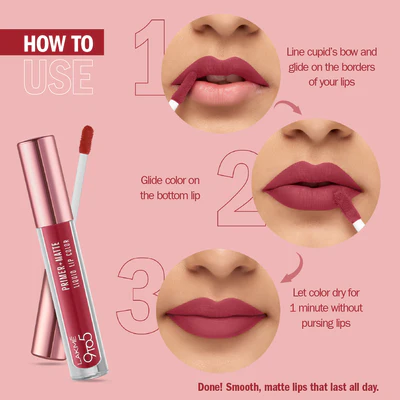 HOW TO
USE
1
Line cupid's bow and
glide on the borders
of your lips
2
Glide color on
the bottom lip
3
Let color dry for
1 minute without
pursing lips
PRIMER+MATTE
LIQUID LIP COLOR
LAKMÉ
9to5
Done! Smooth, matte lips that last all day.